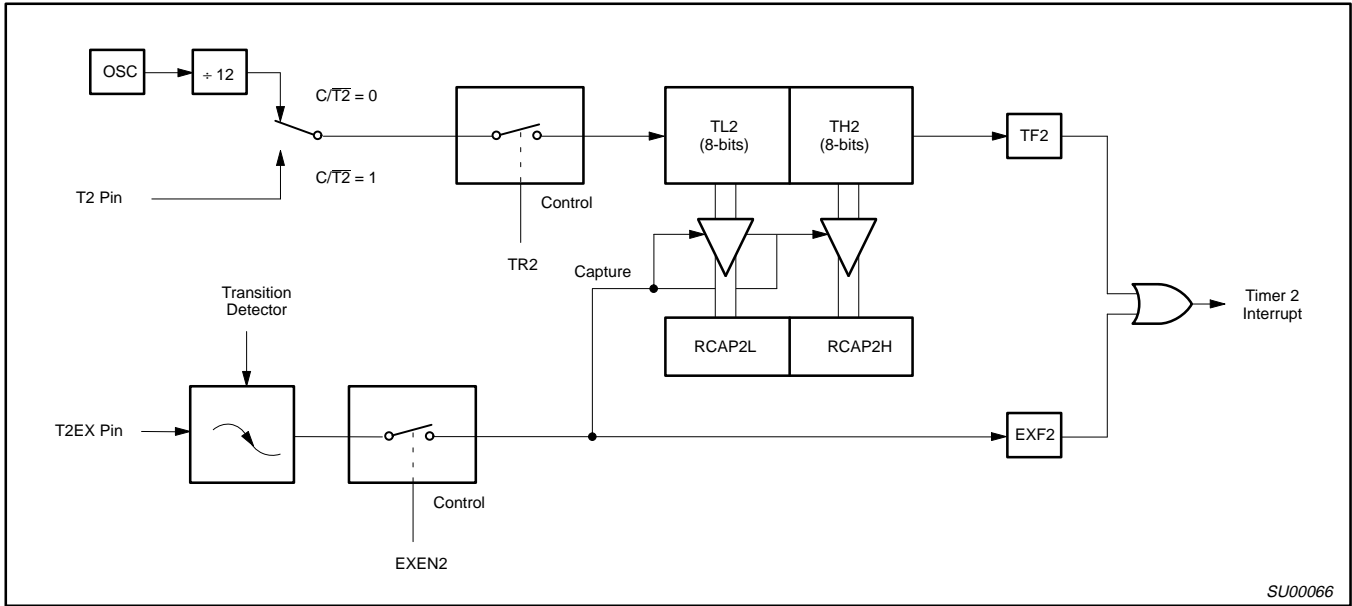 OSC
÷ 12
C/T2̅ = 0
TL2
(8-bits)
TH2
(8-bits)
TF2
C/T2̅ = 1
T2 Pin
Control
TR2
Capture
Transition
Detector
Timer 2
Interrupt
RCAP2L
RCAP2H
T2EX Pin
EXF2
Control
EXEN2
SU00066